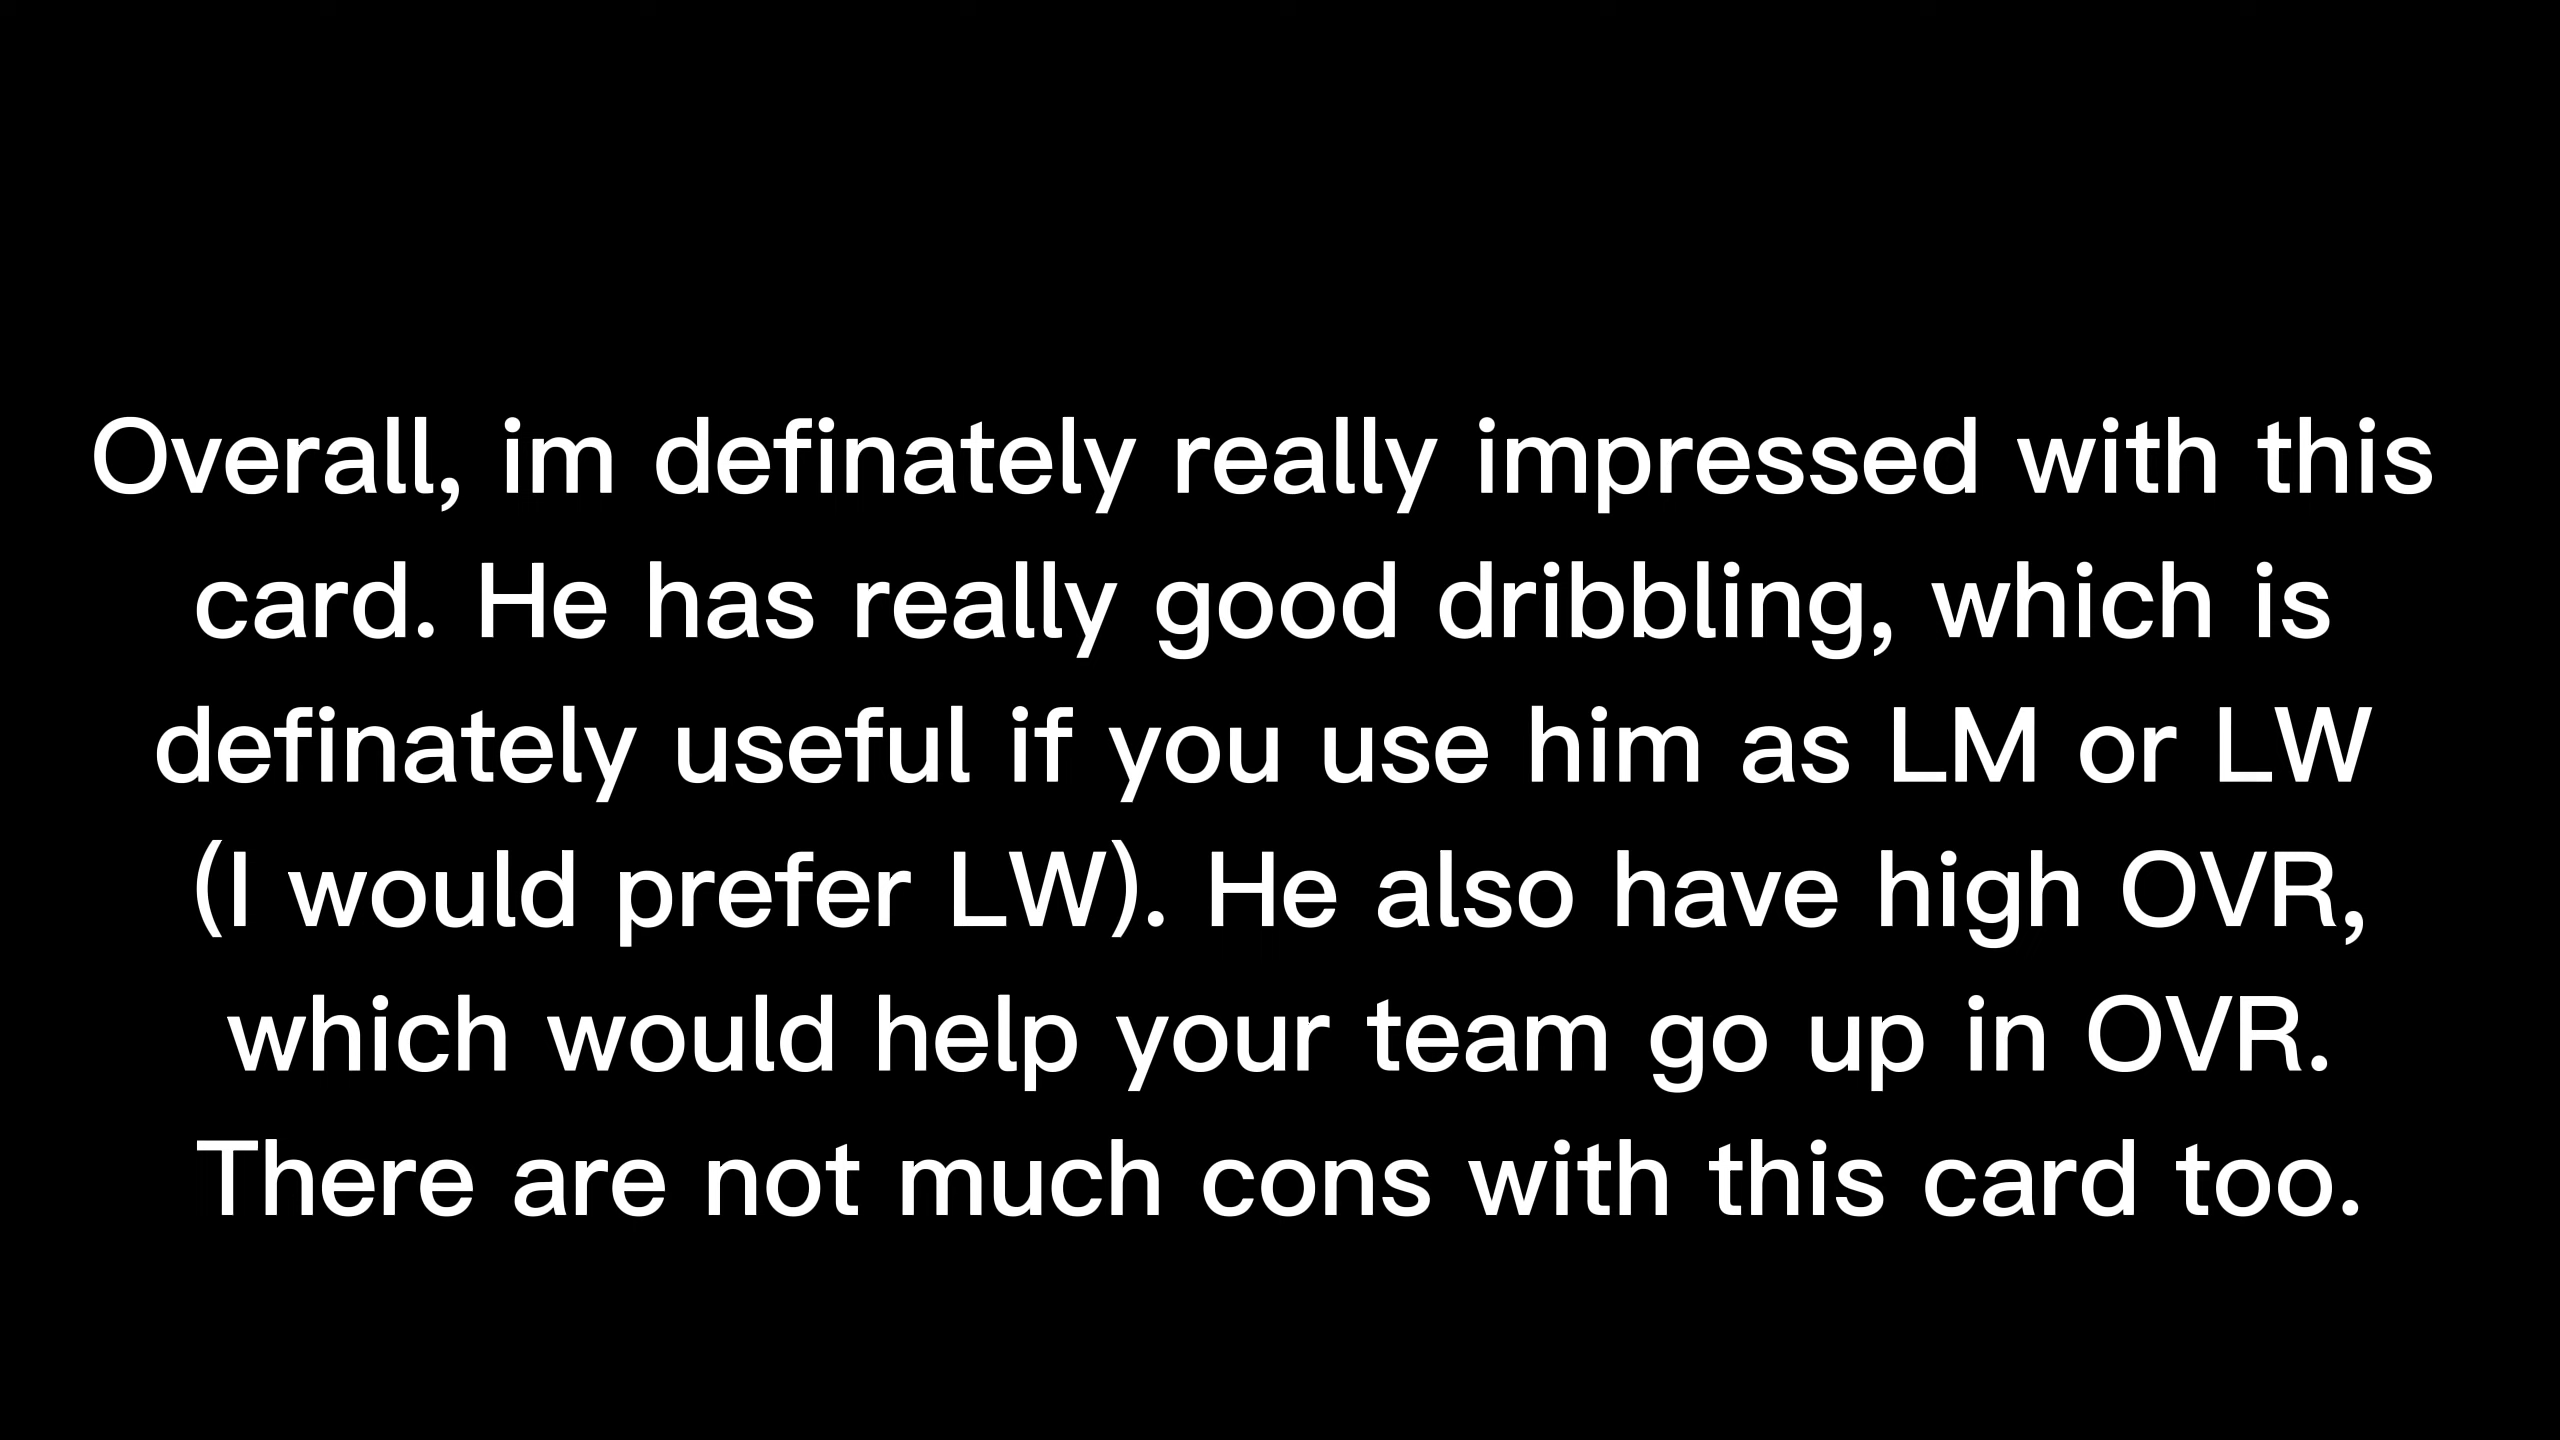 Overall, im definately really impressed with this
card. He has really good dribbling, which is
definately useful if you use him as LM or LW
(I would prefer LW). He also have high OVR,
which would help your team go up in OVR.
There are not much cons with this card too.